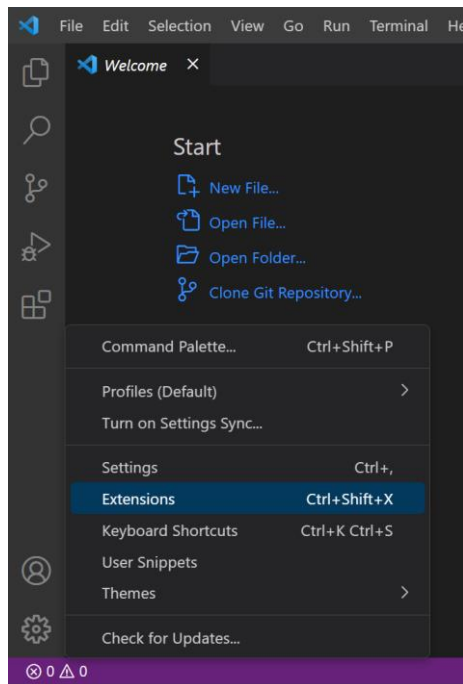 File Edit Selection View Go Run Terminal He
Welcome
Start
New File...
Open File...
Open Folder...
Clone Git Repository...
Command Palette... Ctrl+Shift+P
Profiles (Default)
Turn on Settings Sync...
Settings Ctrl+,
Extensions Ctrl+Shift+X
Keyboard Shortcuts Ctrl+K Ctrl+S
User Snippets
Themes
Check for Updates...
0 0